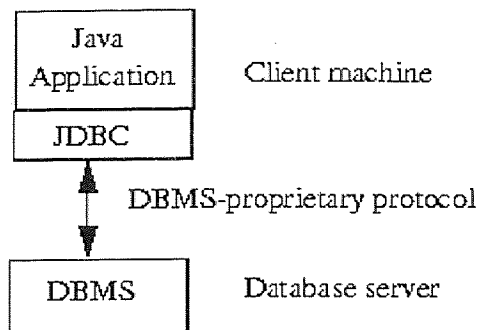 Java
Application
Client machine
JDBC
DBMS-proprietary protocol
DBMS
Database server